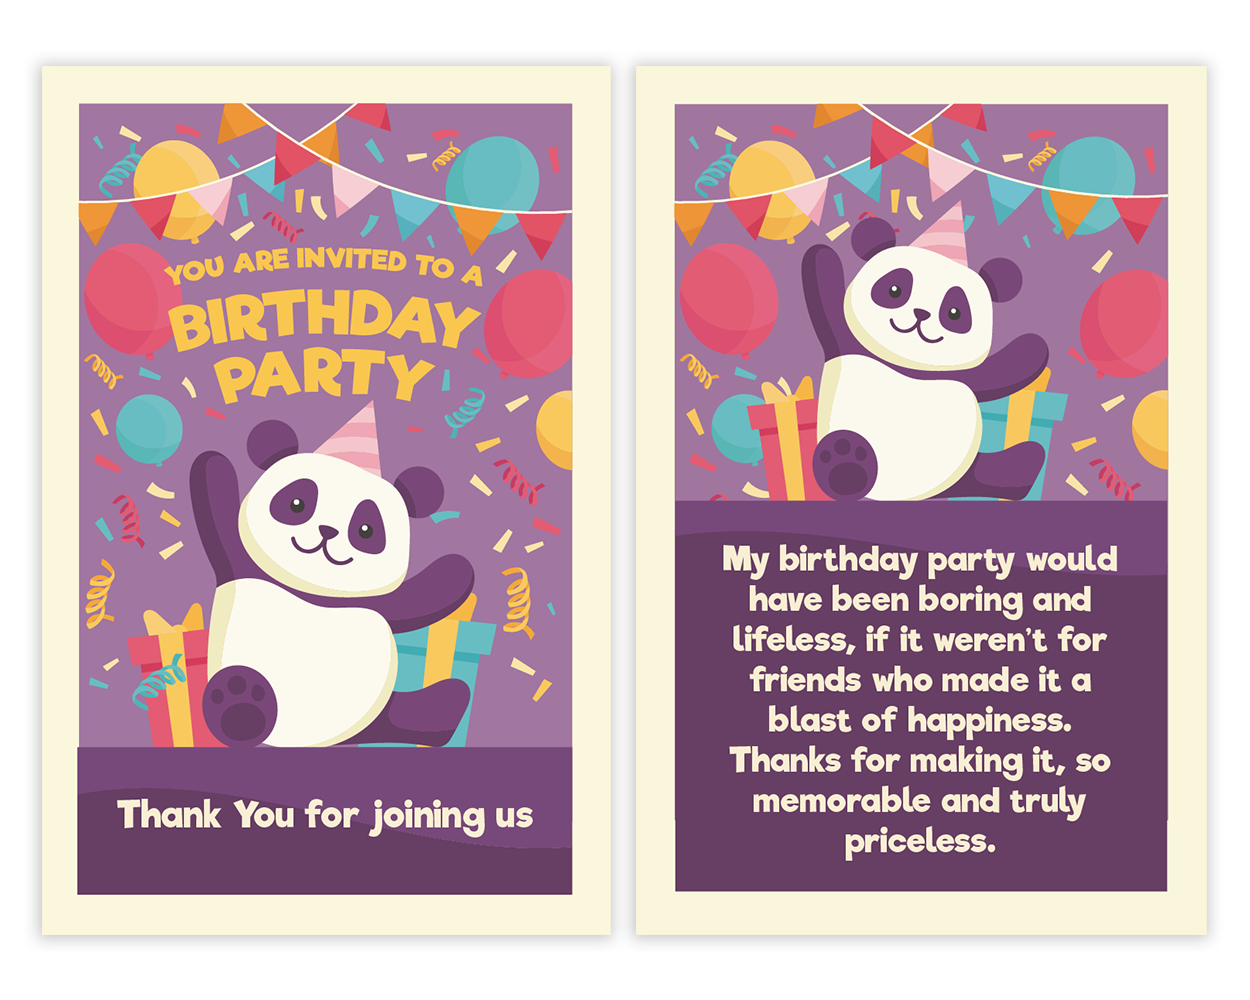 YOU ARE INVITED TO A
BIRTHDAY
PARTY
Thank You for joining us
My birthday party would
have been boring and
lifeless, if it weren't for
friends who made it a
blast of happiness.
Thanks for making it, so
memorable and truly
priceless.